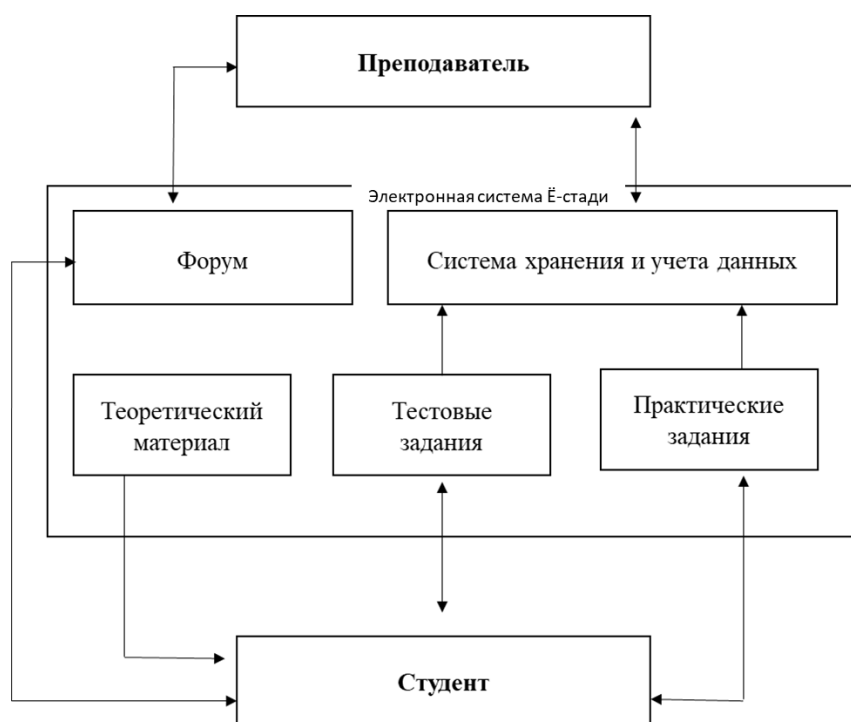 Преподаватель
Электронная система Ё-стади
Форум
Система хранения и учета данных
Теоретический
материал
Тестовые
задания
Практические
задания
Студент